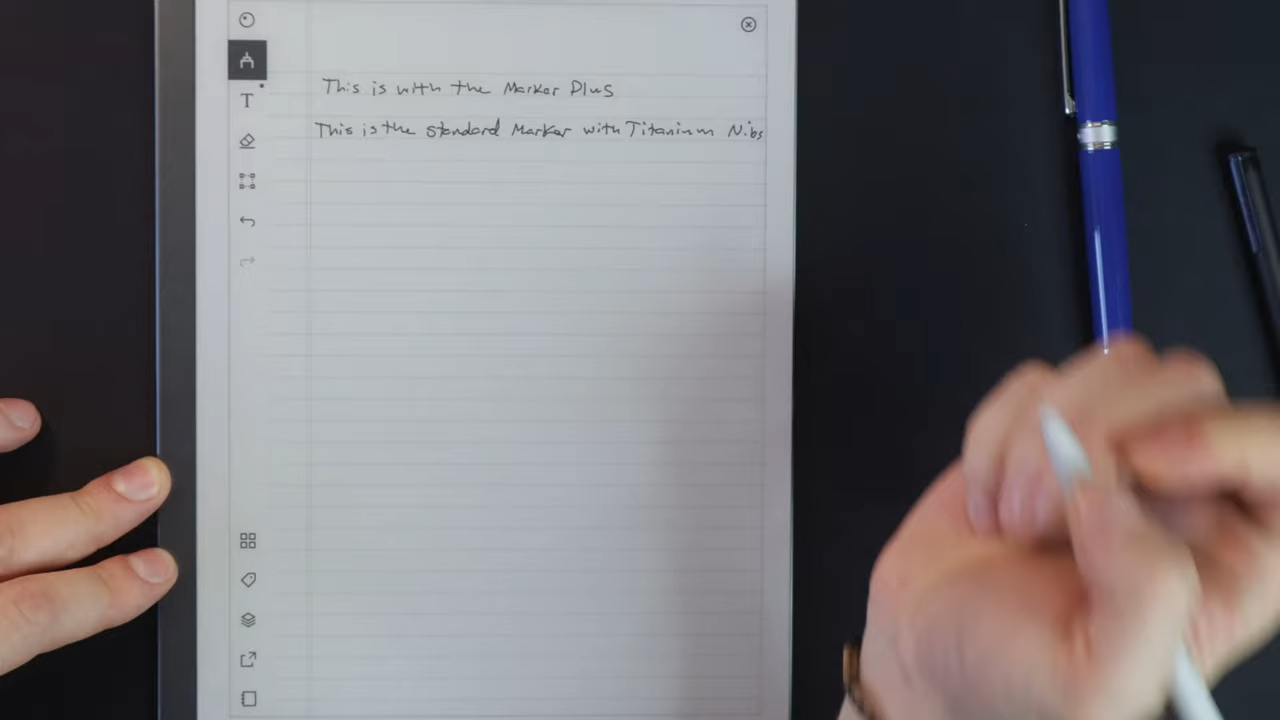 This is with the Marker Plus
T
This is the standard Marker with Titanium Nibs